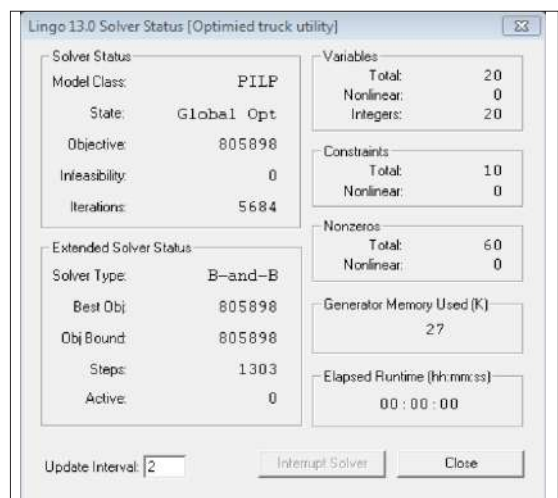 Lingo 13.0 Solver Status [Optimied truck utility]
Solver Status
Model Class: PILP
State: Global Opt
Objective: 805898
Infeasibility: 0
Iterations: 5684
Extended Solver Status
Solver Type: B-and-B
Best Obj: 805898
Obj Bound: 805898
Steps: 1303
Active: 0
Variables
Total: 20
Nonlinear: 0
Integers: 20
Constraints
Total: 10
Nonlinear: 0
Nonzeros
Total: 60
Nonlinear: 0
Generator Memory Used (K)
27
Elapsed Runtime (hh:mm:ss)
00:00:00
Update Interval: 2
Interrupt Solver
Close